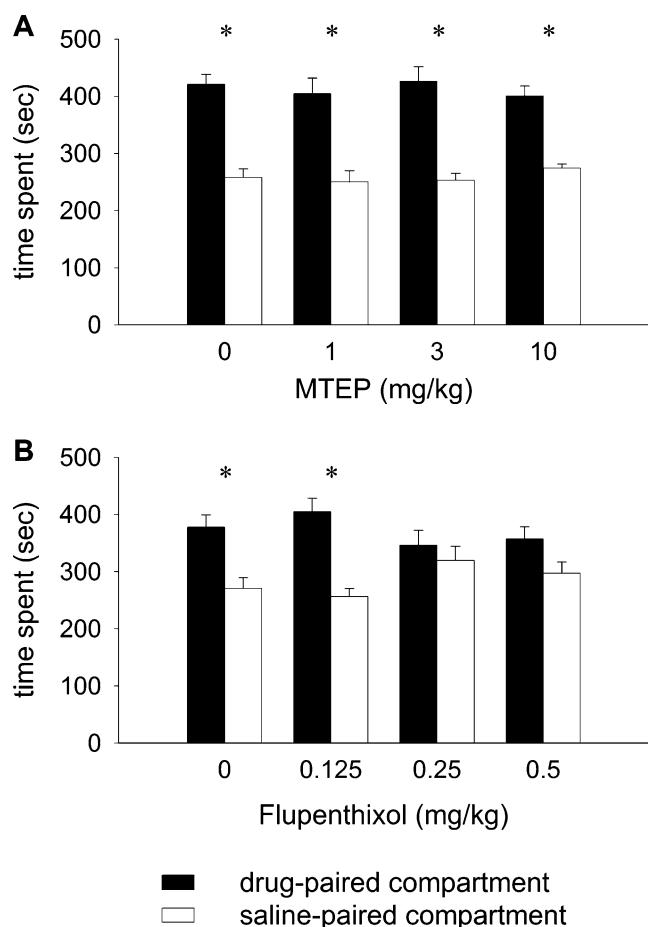 A
* * * *
500
400
300
200
100
0
time spent (sec)
0 1 3 10
MTEP (mg/kg)
B
* *
500
400
300
200
100
0
time spent (sec)
0 0.125 0.25 0.5
Flupenthixol (mg/kg)
drug-paired compartment
saline-paired compartment